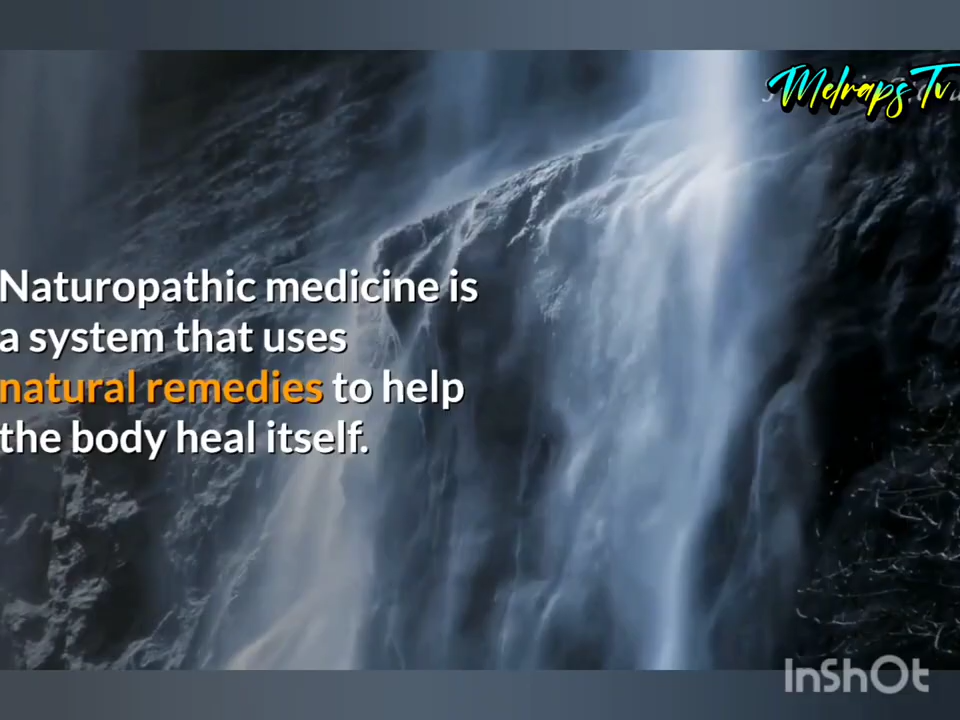 Melraps Tv
Naturopathic medicine is
a system that uses
natural remedies to help
the body heal itself.
InShOt